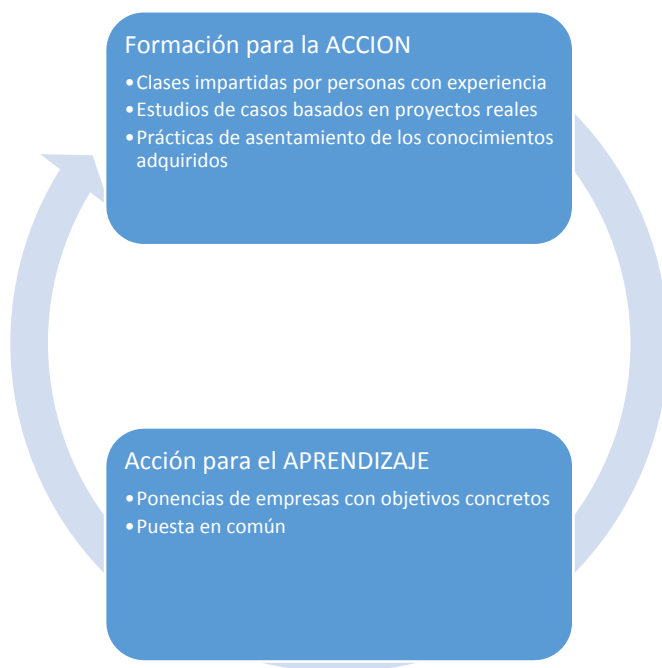 Formación para la ACCION
•Clases impartidas por personas con experiencia
•Estudios de casos basados en proyectos reales
•Prácticas de asentamiento de los conocimientos
adquiridos
Acción para el APRENDIZAJE
•Ponencias de empresas con objetivos concretos
•Puesta en común